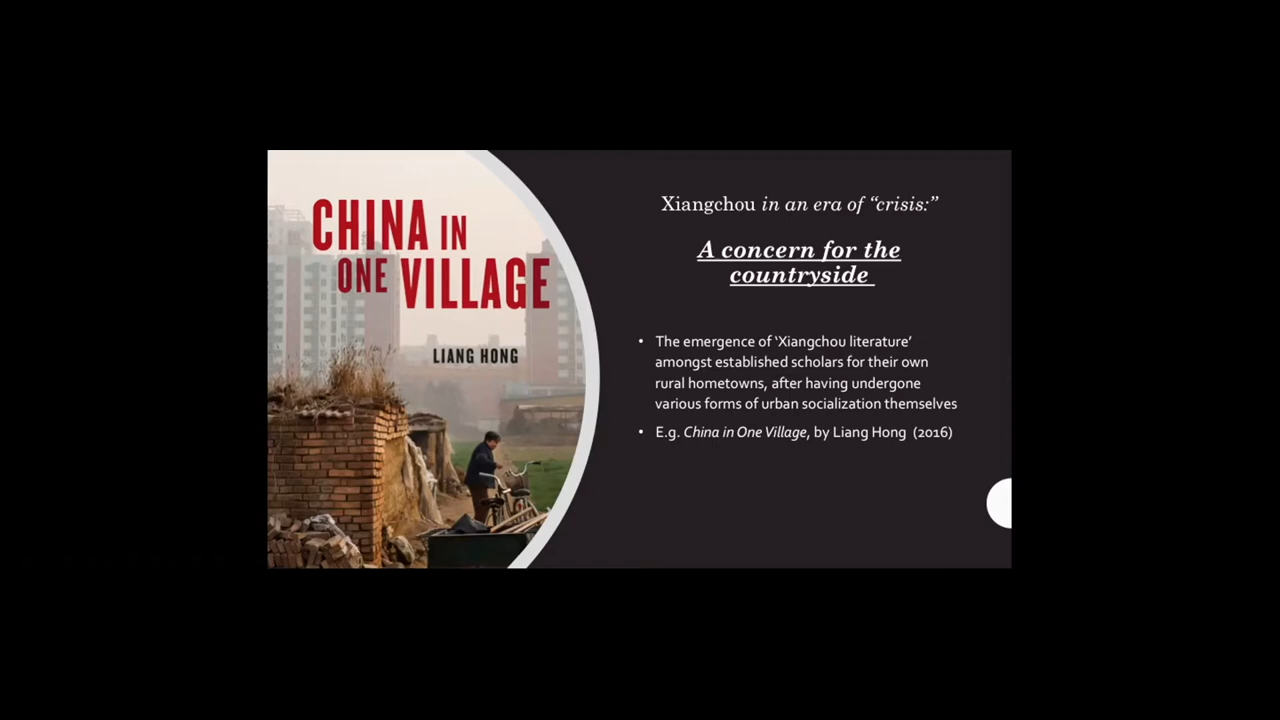 CHINA IN
ONE VILLAGE
LIANG HONG
Xiangchou in an era of “crisis:”
A concern for the
countryside
• The emergence of ‘Xiangchou literature’
amongst established scholars for their own
rural hometowns, after having undergone
various forms of urban socialization themselves
• E.g. China in One Village, by Liang Hong (2016)